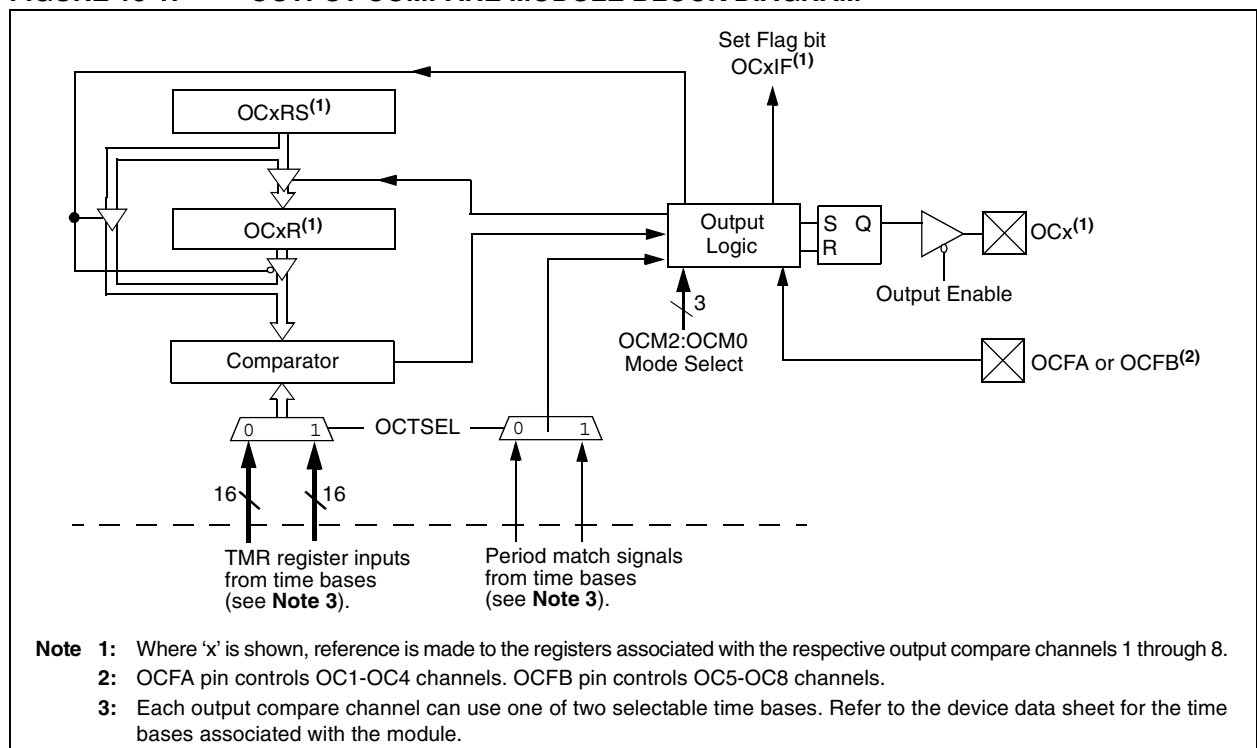 Set Flag bit
OCxIF(1)
OCxRS(1)
OCxR(1)
Output
Logic
S Q
R
OCx(1)
Output Enable
3
OCM2:OCM0
Mode Select
Comparator
OCFA or OCFB(2)
0 1
OCTSEL
0 1
16
16
TMR register inputs
from time bases
(see Note 3).
Period match signals
from time bases
(see Note 3).
Note 1: Where ‘x’ is shown, reference is made to the registers associated with the respective output compare channels 1 through 8.
2: OCFA pin controls OC1-OC4 channels. OCFB pin controls OC5-OC8 channels.
3: Each output compare channel can use one of two selectable time bases. Refer to the device data sheet for the time
bases associated with the module.